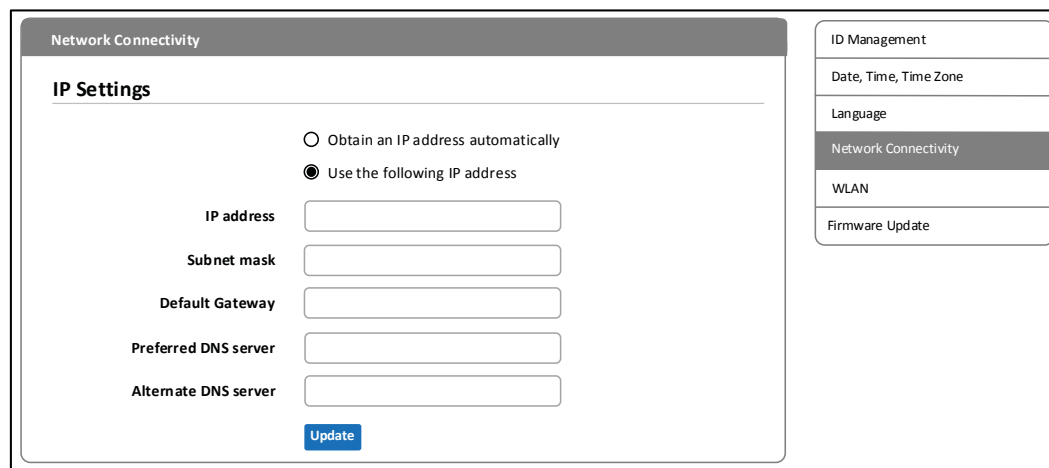 Network Connectivity
IP Settings
Obtain an IP address automatically
Use the following IP address
IP address
Subnet mask
Default Gateway
Preferred DNS server
Alternate DNS server
Update
ID Management
Date, Time, Time Zone
Language
Network Connectivity
WLAN
Firmware Update